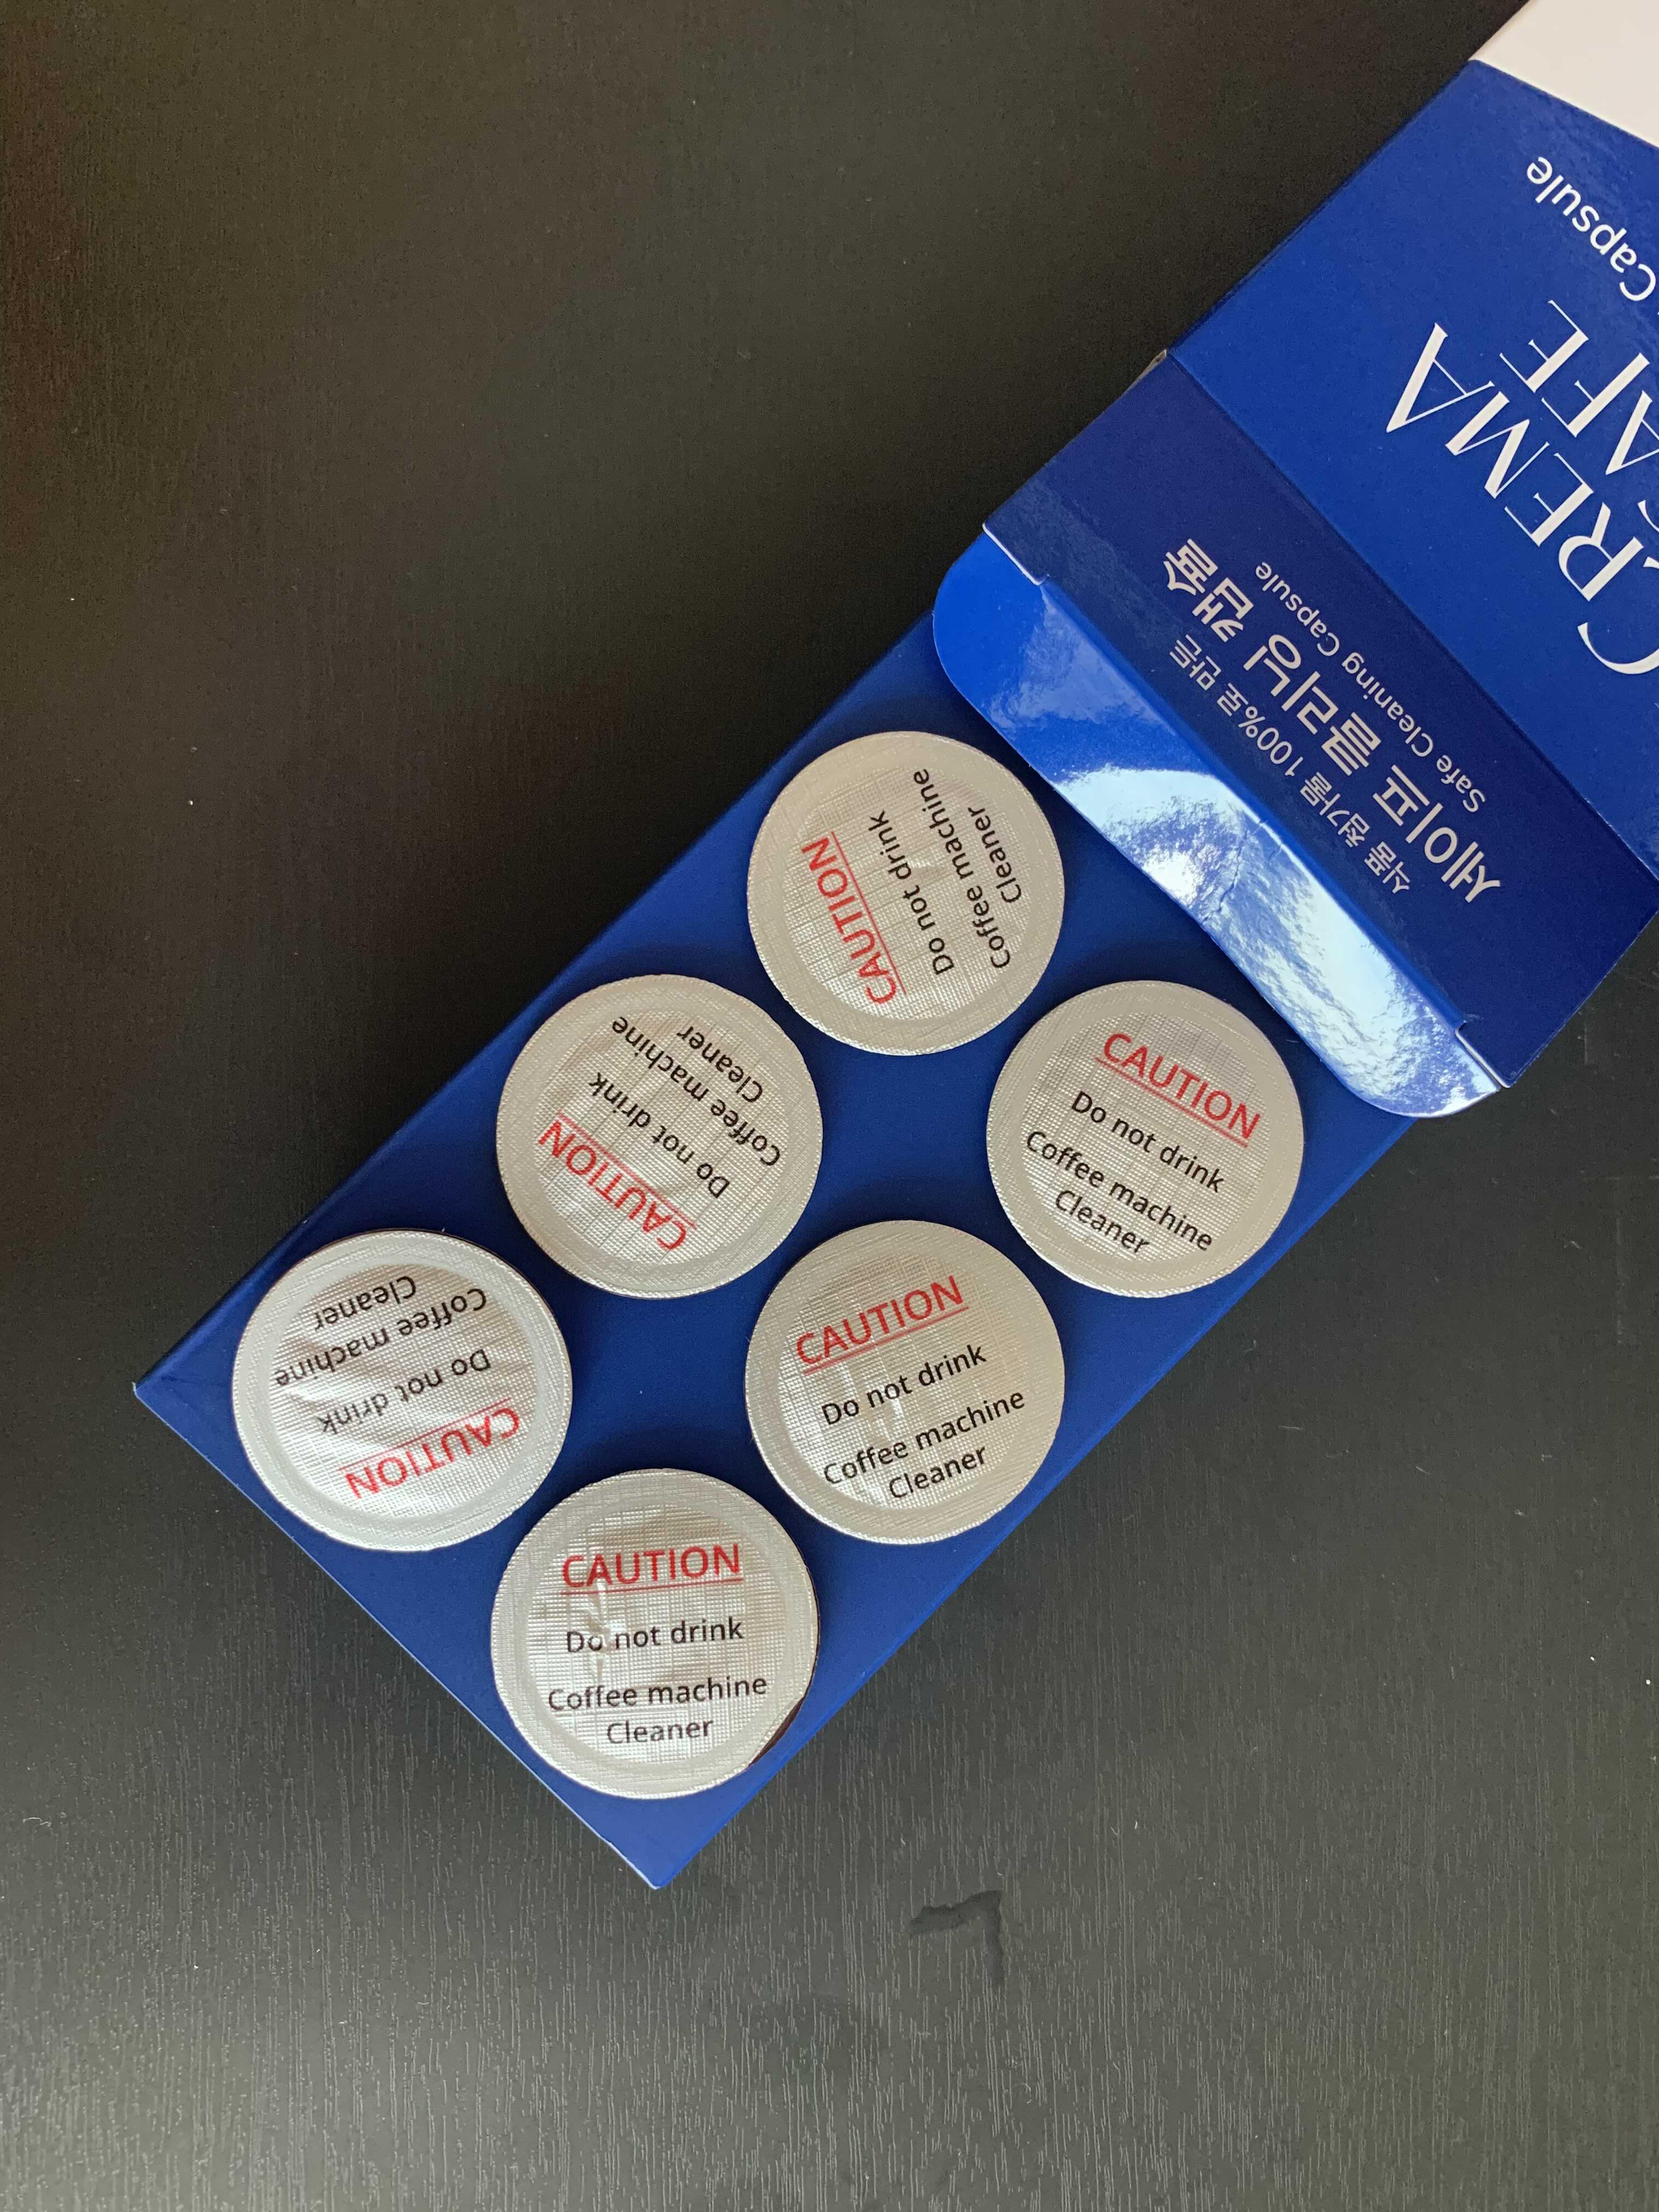 Capsule
CREMA
CAFE
식품 첨가물 100%로 만든
세이프 클리닝 캡슐
Safe Cleaning Capsule
CAUTION
Do not drink
Coffee machine
Cleaner
CAUTION
Do not drink
Coffee machine
Cleaner
CAUTION
Do not drink
Coffee machine
Cleaner
CAUTION
Do not drink
Coffee machine
Cleaner
CAUTION
Do not drink
Coffee machine
Cleaner
CAUTION
Do not drink
Coffee machine
Cleaner